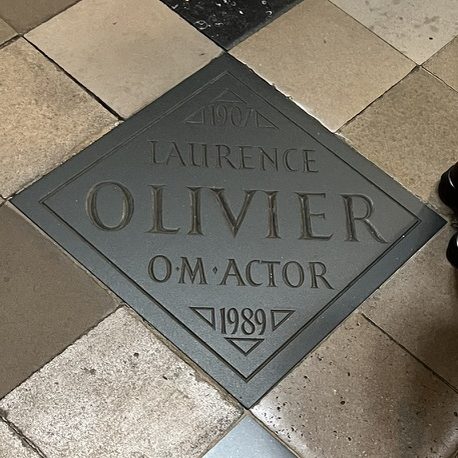 1907
LAURENCE
OLIVIER
O·M·ACTOR
1989